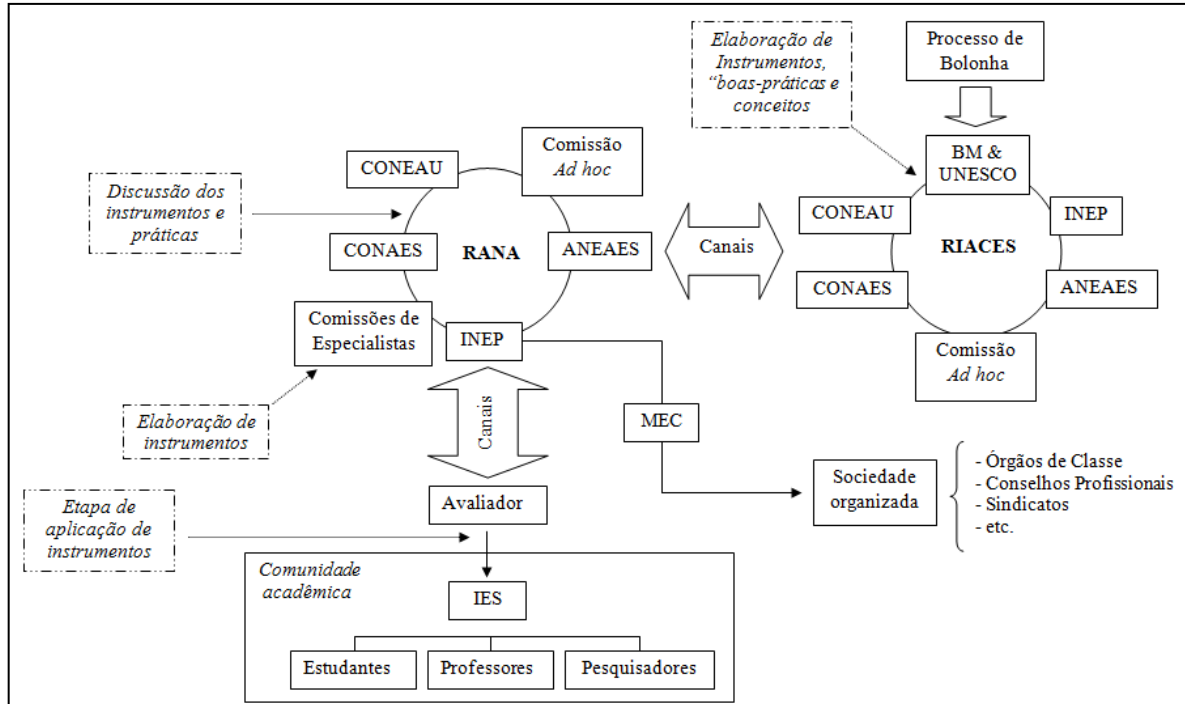 Elaboração de
Instrumentos,
“boas-práticas e
conceitos
Processo de
Bolonha
Comissão
Ad hoc
CONEAU
BM &
UNESCO
Discussão dos
instrumentos e
práticas
CONEAU
INEP
CONAES
RANA
ANEAES
Canais
RIACES
CONAES
ANEAES
Comissões de
Especialistas
INEP
Comissão
Ad hoc
Elaboração de
instrumentos
Canais
MEC
Sociedade
organizada
- Órgãos de Classe
- Conselhos Profissionais
- Sindicatos
- etc.
Etapa de
aplicação de
instrumentos
Avaliador
Comunidade
acadêmica
IES
Estudantes
Professores
Pesquisadores